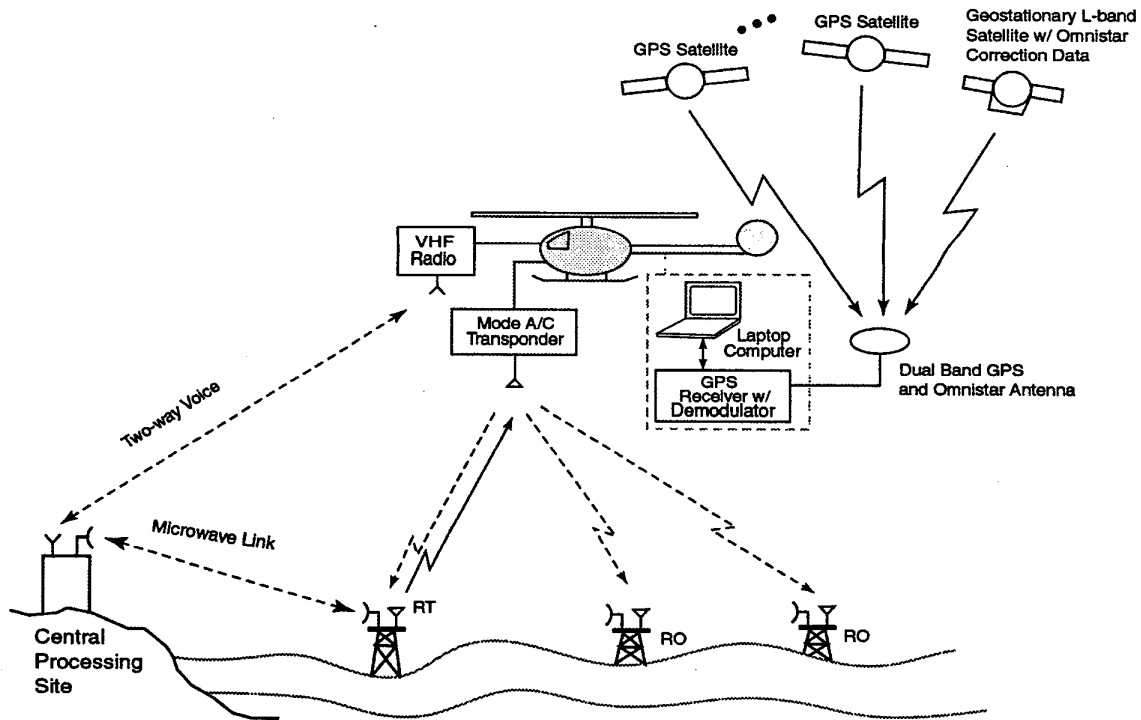 GPS Satellite
GPS Satellite
Geostationary L-band
Satellite w/ Omnistar
Correction Data
VHF
Radio
Mode A/C
Transponder
Laptop
Computer
GPS
Receiver w/
Demodulator
Dual Band GPS
and Omnistar Antenna
Two-way Voice
Microwave Link
RT
RO
RO
Central
Processing
Site